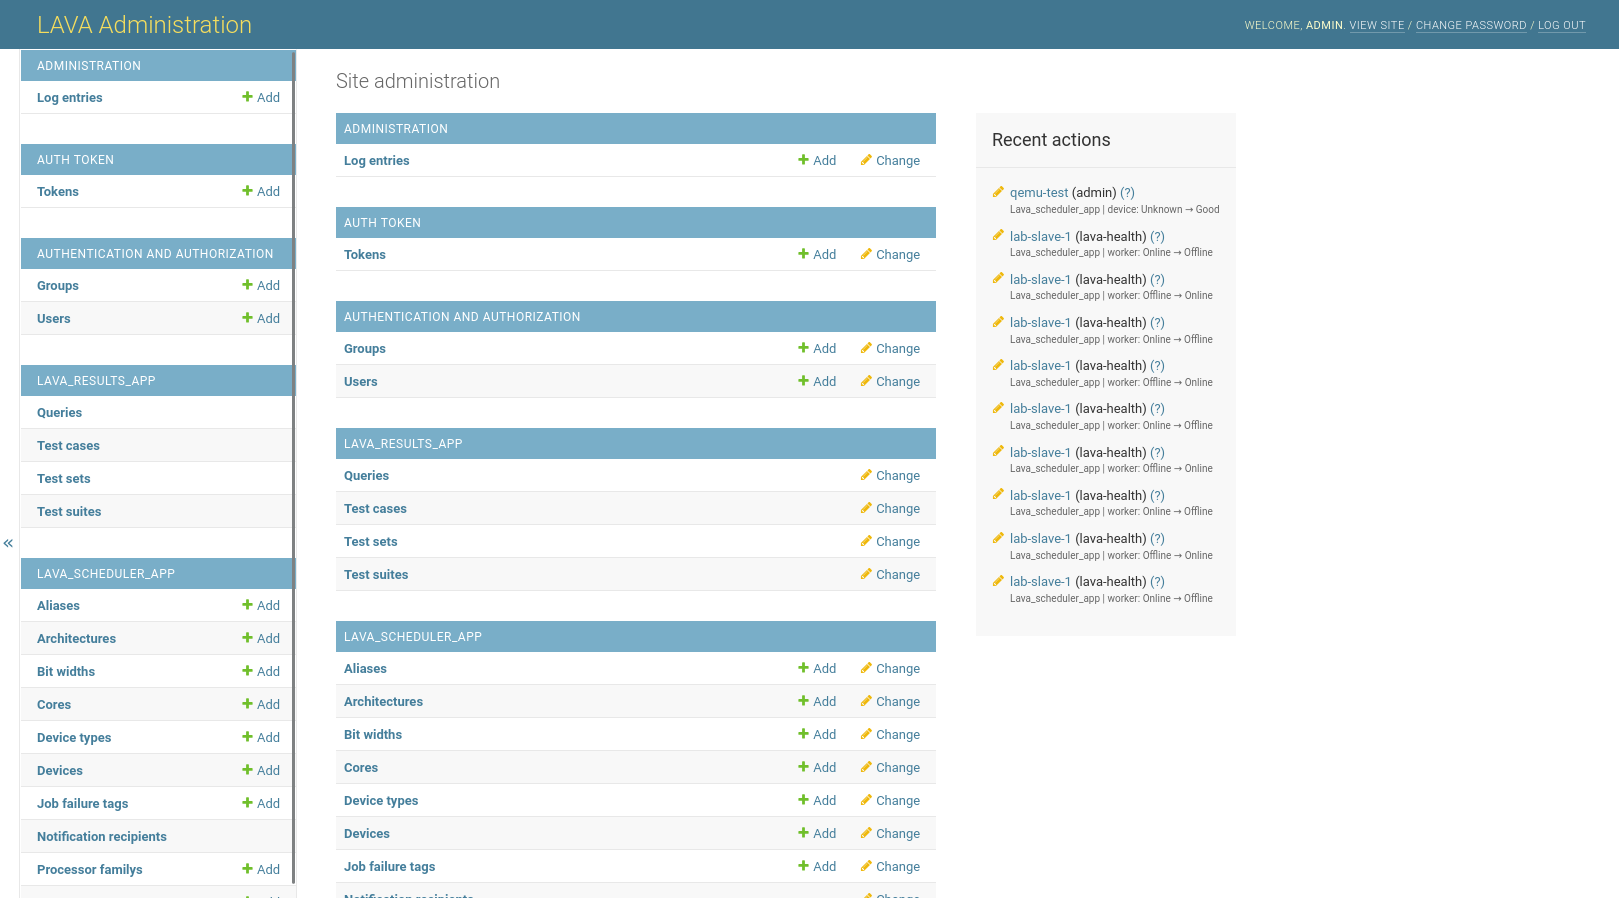 LAVA Administration
WELCOME, ADMIN. VIEW SITE / CHANGE PASSWORD / LOG OUT
ADMINISTRATION
Log entries Add
AUTH TOKEN
Tokens Add
AUTHENTICATION AND AUTHORIZATION
Groups Add
Users Add
LAVA_RESULTS_APP
Queries
Test cases
Test sets
Test suites
«
LAVA_SCHEDULER_APP
Aliases Add
Architectures Add
Bit widths Add
Cores Add
Device types Add
Devices Add
Job failure tags Add
Notification recipients
Processor familys Add
Site administration
ADMINISTRATION
Log entries Add Change
AUTH TOKEN
Tokens Add Change
AUTHENTICATION AND AUTHORIZATION
Groups Add Change
Users Add Change
LAVA_RESULTS_APP
Queries Change
Test cases Change
Test sets Change
Test suites Change
LAVA_SCHEDULER_APP
Aliases Add Change
Architectures Add Change
Bit widths Add Change
Cores Add Change
Device types Add Change
Devices Add Change
Job failure tags Add Change
Notification recipients Change
Recent actions
qemu-test (admin) (?)
Lava_scheduler_app | device: Unknown → Good
lab-slave-1 (lava-health) (?)
Lava_scheduler_app | worker: Online → Offline
lab-slave-1 (lava-health) (?)
Lava_scheduler_app | worker: Offline → Online
lab-slave-1 (lava-health) (?)
Lava_scheduler_app | worker: Online → Offline
lab-slave-1 (lava-health) (?)
Lava_scheduler_app | worker: Offline → Online
lab-slave-1 (lava-health) (?)
Lava_scheduler_app | worker: Online → Offline
lab-slave-1 (lava-health) (?)
Lava_scheduler_app | worker: Offline → Online
lab-slave-1 (lava-health) (?)
Lava_scheduler_app | worker: Online → Offline
lab-slave-1 (lava-health) (?)
Lava_scheduler_app | worker: Offline → Online
lab-slave-1 (lava-health) (?)
Lava_scheduler_app | worker: Online → Offline